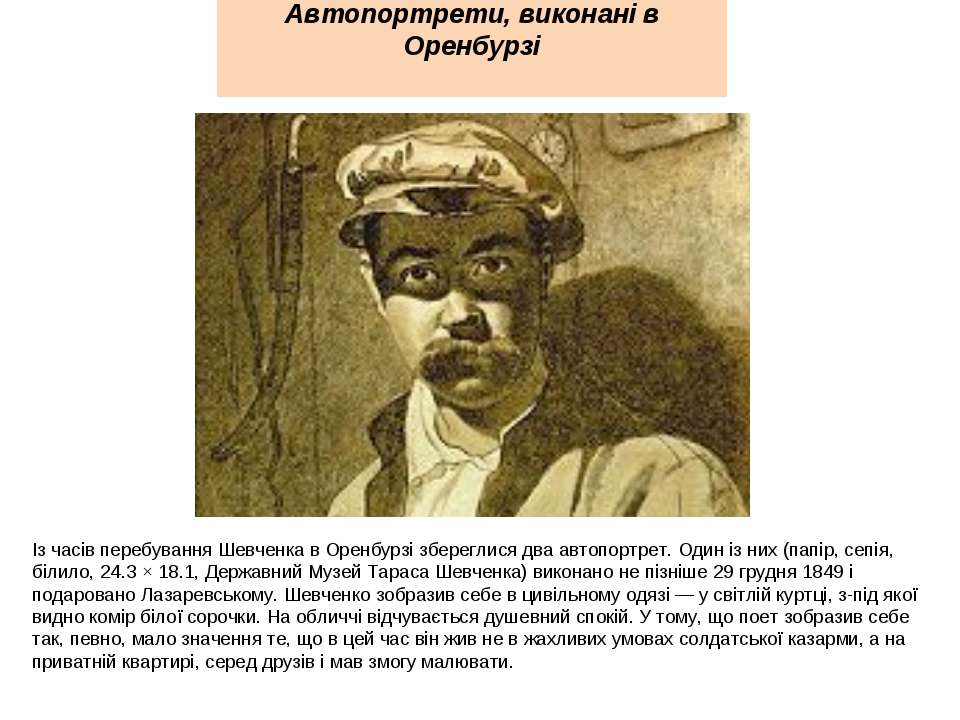 Автопортрети, виконані в
Оренбурзі
Із часів перебування Шевченка в Оренбурзі збереглися два автопортрет. Один із них (папір, сепія,
білило, 24.3 × 18.1, Державний Музей Тараса Шевченка) виконано не пізніше 29 грудня 1849 і
подаровано Лазаревському. Шевченко зобразив себе в цивільному одязі — у світлій куртці, з-під якої
видно комір білої сорочки. На обличчі відчувається душевний спокій. У тому, що поет зобразив себе
так, певно, мало значення те, що в цей час він жив не в жахливих умовах солдатської казарми, а на
приватній квартирі, серед друзів і мав змогу малювати.